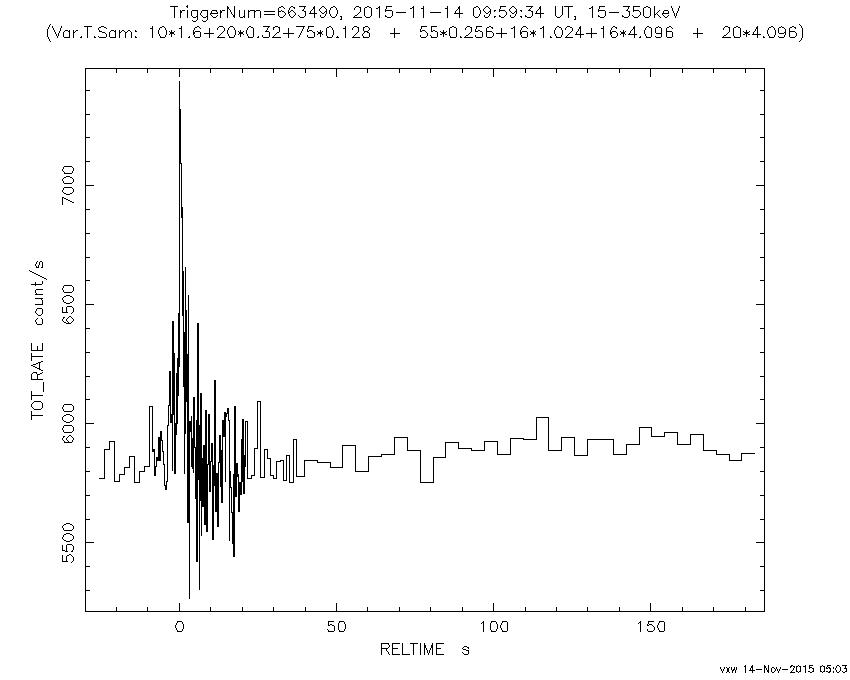 TriggerNum=663490, 2015-11-14 09:59:34 UT, 15-350keV
(Var.T.Sam: 10*1.6+20*0.32+75*0.128 + 55*0.256+16*1.024+16*4.096 + 20*4.096)
TOT_RATE count/s
7000
6500
6000
5500
0 50 100 150
RELTIME s
vxw 14-Nov-2015 05:03